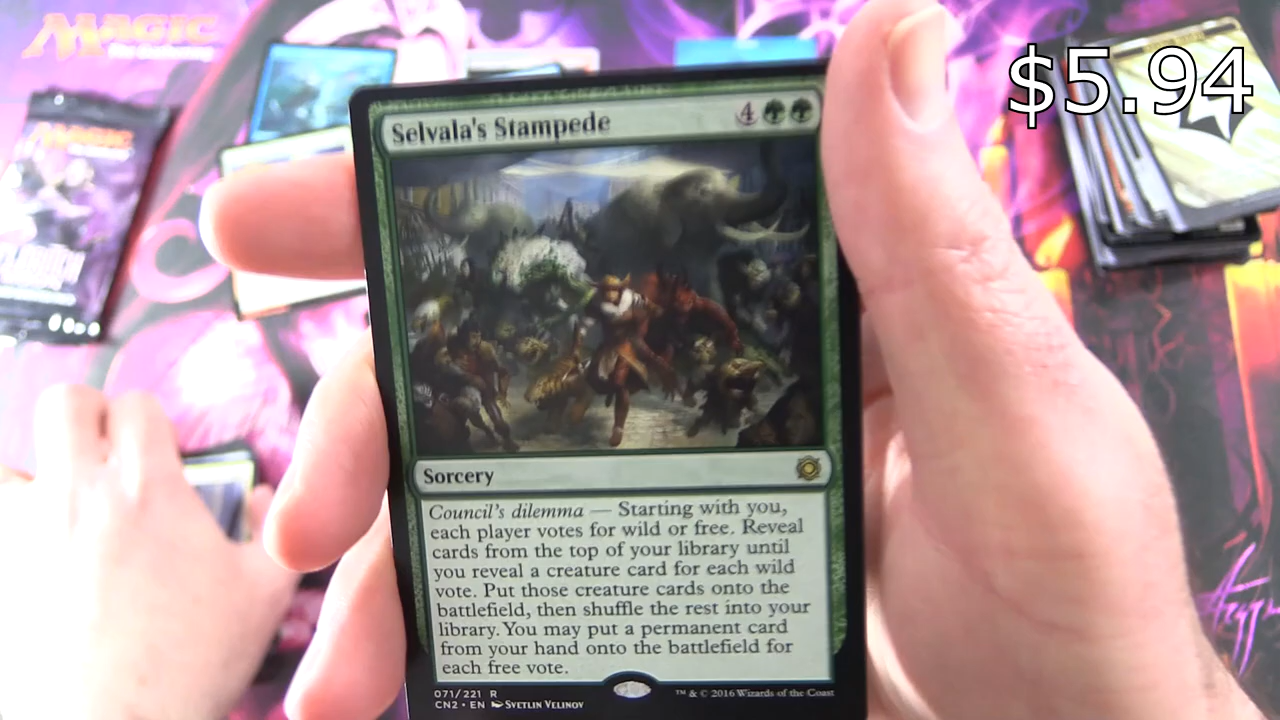 MAGIC
$5.94
MAGIC
Selvala's Stampede
4
Sorcery
Council's dilemma — Starting with you,
each player votes for wild or free. Reveal
cards from the top of your library until
you reveal a creature card for each wild
vote. Put those creature cards onto the
battlefield, then shuffle the rest into your
library. You may put a permanent card
from your hand onto the battlefield for
each free vote.
071/221 R
CN2 • EN SVETLIN VELINOV
™ & © 2016 Wizards of the Coast